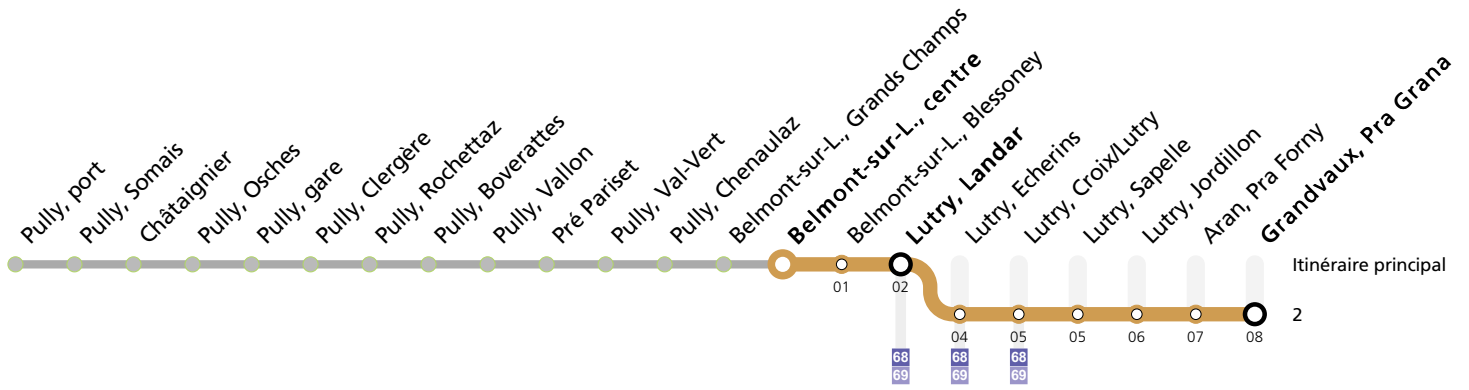 Pully, port
Pully, Somais
Châtaignier
Pully, Osches
Pully, gare
Pully, Clergère
Pully, Rochettaz
Pully, Boverattes
Pully, Vallon
Pré Pariset
Pully, Val-Vert
Pully, Chenaulaz
Belmont-sur-L., Grands Champs
Belmont-sur-L., centre
Belmont-sur-L., Blessoney
Lutry, Landar
Lutry, Echerins
Lutry, Croix/Lutry
Lutry, Sapelle
Lutry, Jordillon
Aran, Pra Forny
Grandvaux, Pra Grana
Itinéraire principal
01 02
2
04 05 05 06 07 08
68 68 68
69 69 69